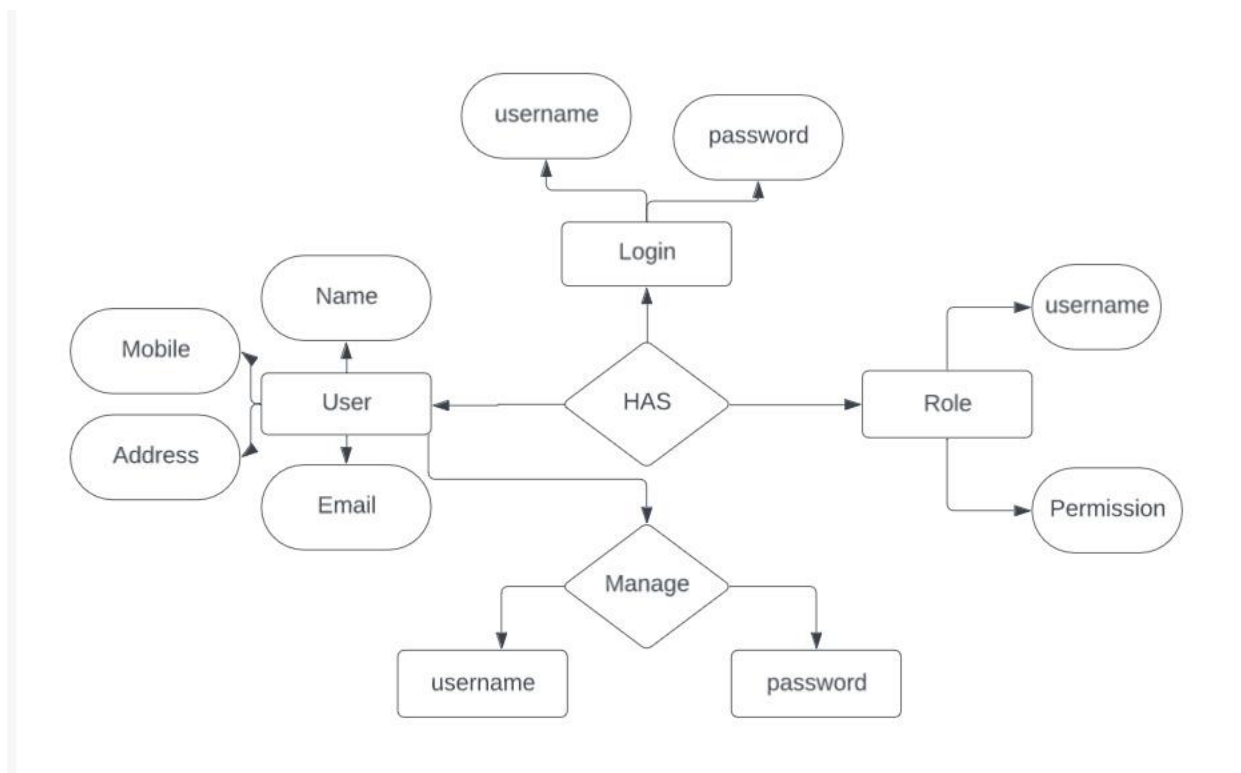 username
password
Login
Name
username
Mobile
User
HAS
Role
Address
Email
Permission
Manage
username
password